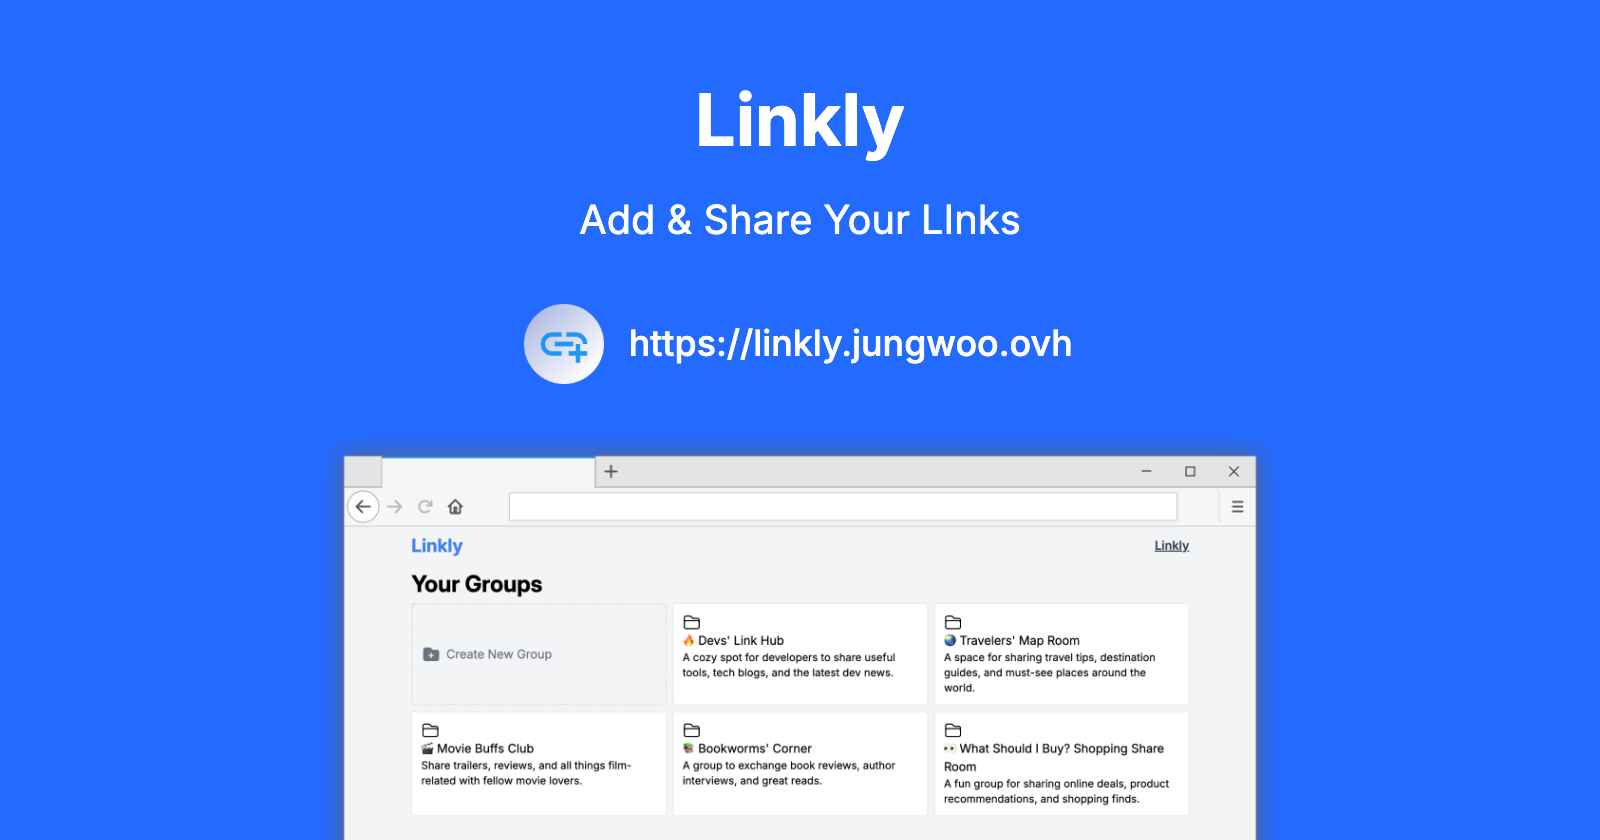 Linkly
Add & Share Your LInks
https://linkly.jungwoo.ovh
Linkly
Linkly
Your Groups
Create New Group
🔥 Devs' Link Hub
A cozy spot for developers to share useful
tools, tech blogs, and the latest dev news.
🌏 Travelers' Map Room
A space for sharing travel tips, destination
guides, and must-see places around the
world.
🎬 Movie Buffs Club
Share trailers, reviews, and all things film-
related with fellow movie lovers.
📚 Bookworms' Corner
A group to exchange book reviews, author
interviews, and great reads.
👀 What Should I Buy? Shopping Share
Room
A fun group for sharing online deals, product
recommendations, and shopping finds.